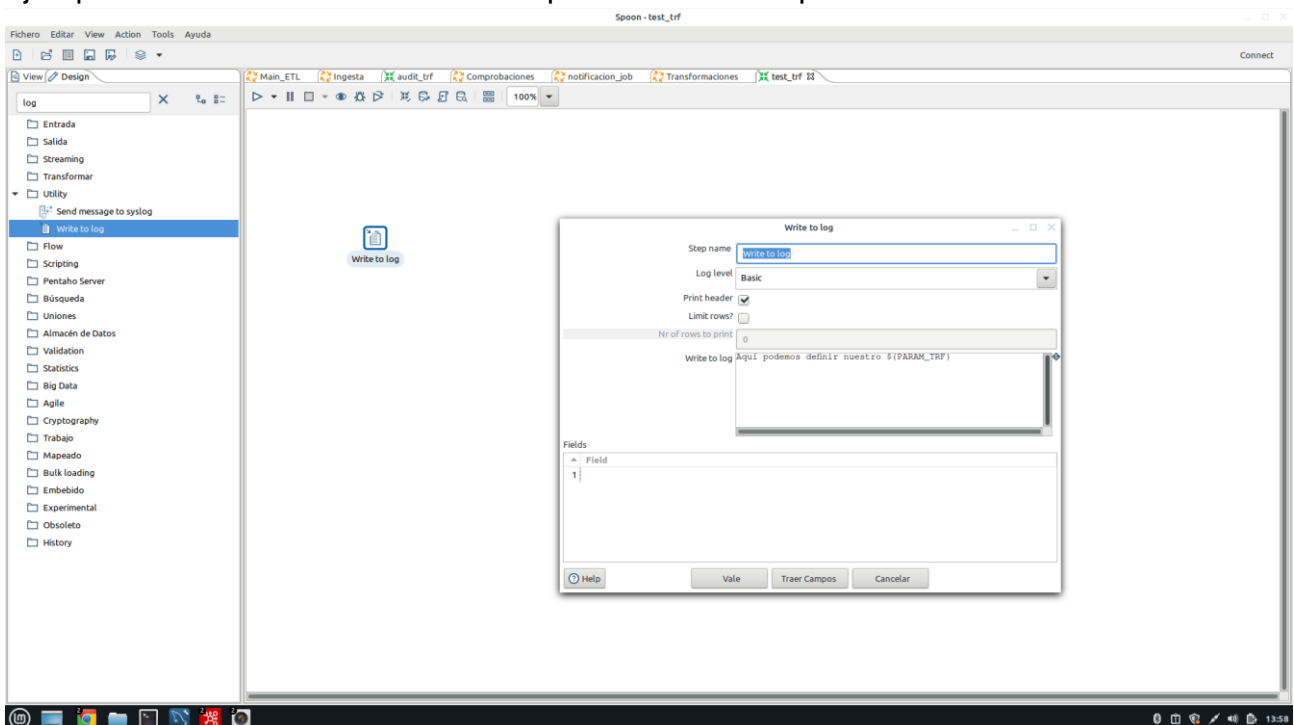 Spoon - test_trf
Fichero Editar View Action Tools Ayuda
Connect
View Design
Main_ETL Ingesta audit_trf Comprobaciones notificacion_job Transformaciones test_trf
log
100%
Entrada
Salida
Streaming
Transformar
Utility
Send message to syslog
Write to log
Flow
Scripting
Pentaho Server
Búsqueda
Uniones
Almacén de Datos
Validation
Statistics
Big Data
Agile
Cryptography
Trabajo
Mapeado
Bulk loading
Embebido
Experimental
Obsoleto
History
Write to log
Write to log
Step name Write to log
Log level Basic
Print header
Limit rows?
Nr of rows to print 0
Write to log Aquí podemos definir nuestro ${PARAM_TRF}
Fields
Field
1
Help Vale Traer Campos Cancelar
2 2 2
13:58